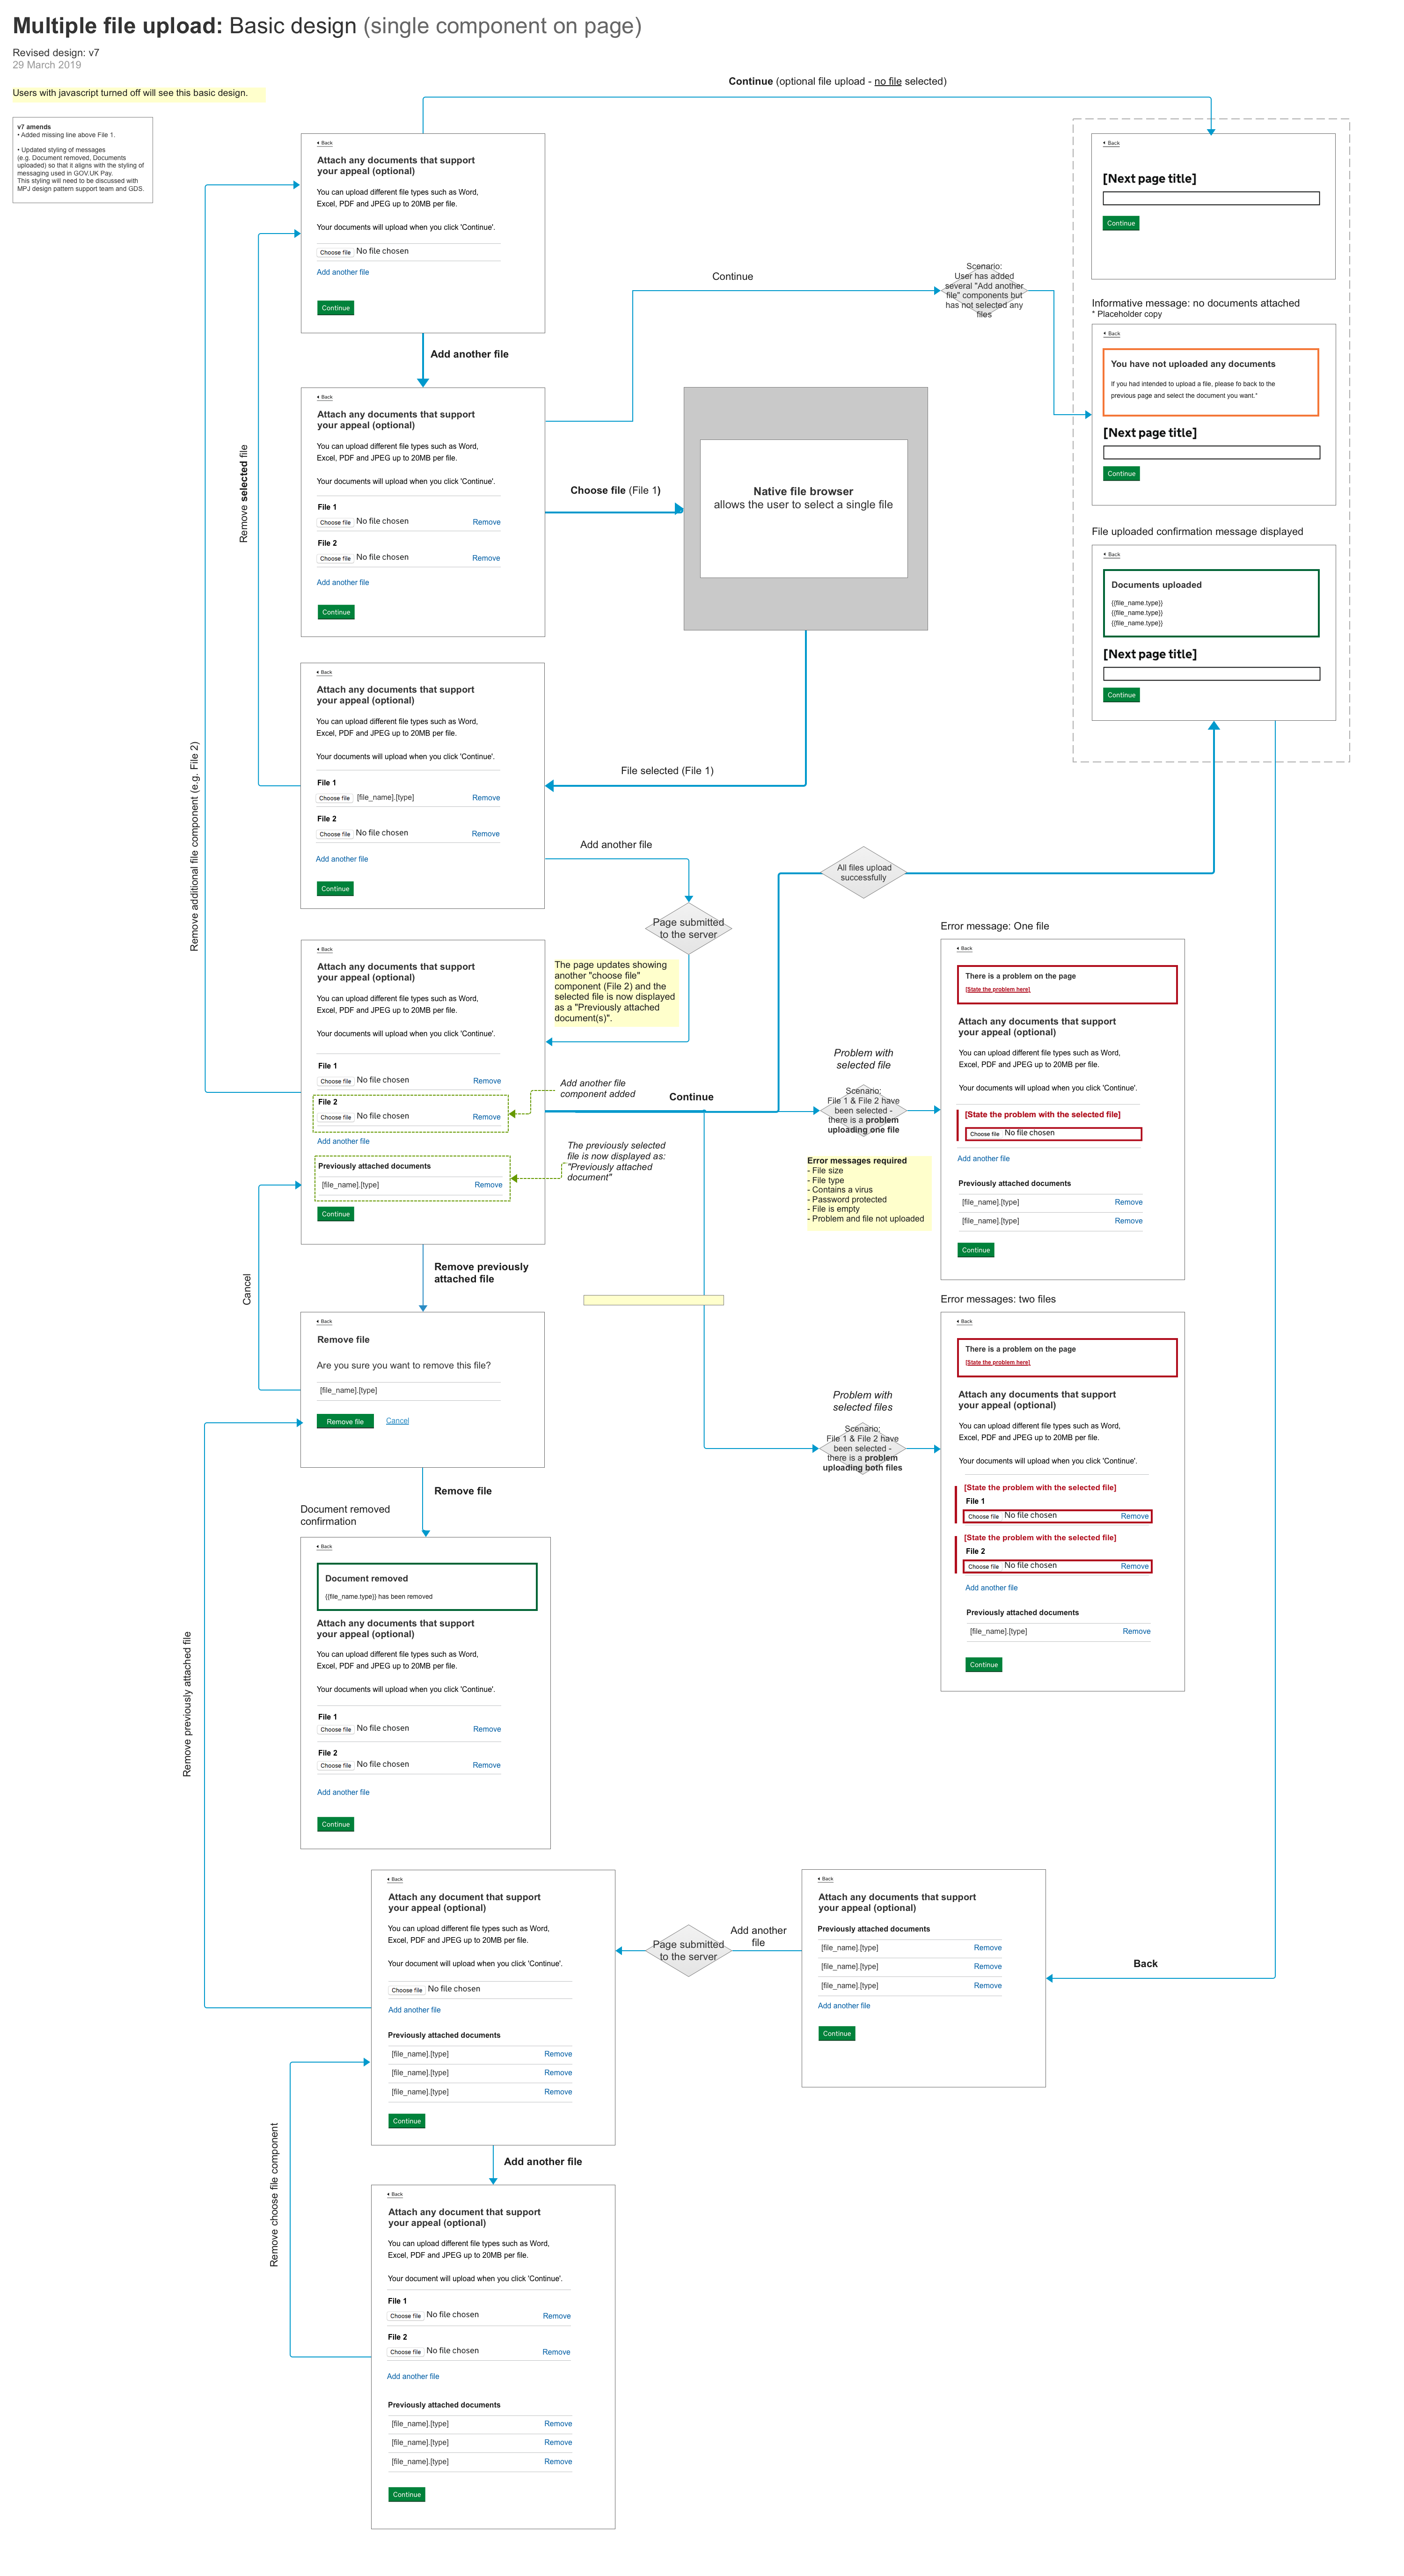 Multiple file upload: Basic design (single component on page)
Revised design: v7
29 March 2019
Users with javascript turned off will see this basic design.
v7 amends
• Added missing line above File 1.
• Updated styling of messages
(e.g. Document removed, Documents
uploaded) so that it aligns with the styling of
messaging used in GOV.UK Pay.
This styling will need to be discussed with
MPJ design pattern support team and GDS.
Continue (optional file upload - no file selected)
Back
Attach any documents that support
your appeal (optional)
You can upload different file types such as Word,
Excel, PDF and JPEG up to 20MB per file.
Your documents will upload when you click 'Continue'.
Choose file No file chosen
Add another file
Continue
Back
[Next page title]
Continue
Continue
Scenario:
User has added
several "Add another
file" components but
has not selected any
files
Informative message: no documents attached
* Placeholder copy
Back
You have not uploaded any documents
If you had intended to upload a file, please fo back to the
previous page and select the document you want.*
[Next page title]
Continue
Add another file
Back
Attach any documents that support
your appeal (optional)
You can upload different file types such as Word,
Excel, PDF and JPEG up to 20MB per file.
Your documents will upload when you click 'Continue'.
File 1
Choose file No file chosen Remove
File 2
Choose file No file chosen Remove
Add another file
Continue
Remove selected file
Choose file (File 1)
Native file browser
allows the user to select a single file
File uploaded confirmation message displayed
Back
Documents uploaded
{{file_name.type}}
{{file_name.type}}
{{file_name.type}}
[Next page title]
Continue
Back
Attach any documents that support
your appeal (optional)
You can upload different file types such as Word,
Excel, PDF and JPEG up to 20MB per file.
Your documents will upload when you click 'Continue'.
File 1
Choose file [file_name].[type] Remove
File 2
Choose file No file chosen Remove
Add another file
Continue
File selected (File 1)
Remove additional file component (e.g. File 2)
Add another file
Page submitted
to the server
All files upload
successfully
Back
Attach any documents that support
your appeal (optional)
You can upload different file types such as Word,
Excel, PDF and JPEG up to 20MB per file.
Your documents will upload when you click 'Continue'.
File 1
Choose file No file chosen Remove
File 2
Choose file No file chosen Remove
Add another file
Previously attached documents
[file_name].[type] Remove
Continue
The page updates showing
another "choose file"
component (File 2) and the
selected file is now displayed
as a "Previously attached
document(s)".
Add another file
component added
Continue
The previously selected
file is now displayed as:
"Previously attached
document"
Problem with
selected file
Scenario:
File 1 & File 2 have
been selected -
there is a problem
uploading one file
Error messages required
- File size
- File type
- Contains a virus
- Password protected
- File is empty
- Problem and file not uploaded
Error message: One file
Back
There is a problem on the page
[State the problem here]
Attach any documents that support
your appeal (optional)
You can upload different file types such as Word,
Excel, PDF and JPEG up to 20MB per file.
Your documents will upload when you click 'Continue'.
[State the problem with the selected file]
Choose file No file chosen
Add another file
Previously attached documents
[file_name].[type] Remove
[file_name].[type] Remove
Continue
Cancel
Remove previously
attached file
Back
Remove file
Are you sure you want to remove this file?
[file_name].[type]
Remove file Cancel
Error messages: two files
Back
There is a problem on the page
[State the problem here]
Attach any documents that support
your appeal (optional)
You can upload different file types such as Word,
Excel, PDF and JPEG up to 20MB per file.
Your documents will upload when you click 'Continue'.
[State the problem with the selected file]
File 1
Choose file No file chosen Remove
[State the problem with the selected file]
File 2
Choose file No file chosen Remove
Add another file
Previously attached documents
[file_name].[type] Remove
Continue
Problem with
selected files
Scenario:
File 1 & File 2 have
been selected -
there is a problem
uploading both files
Remove file
Document removed
confirmation
Back
Document removed
{{file_name.type}} has been removed
Attach any documents that support
your appeal (optional)
You can upload different file types such as Word,
Excel, PDF and JPEG up to 20MB per file.
Your documents will upload when you click 'Continue'.
File 1
Choose file No file chosen Remove
File 2
Choose file No file chosen Remove
Add another file
Continue
Remove previously attached file
Back
Attach any document that support
your appeal (optional)
You can upload different file types such as Word,
Excel, PDF and JPEG up to 20MB per file.
Your document will upload when you click 'Continue'.
Choose file No file chosen
Add another file
Previously attached documents
[file_name].[type] Remove
[file_name].[type] Remove
[file_name].[type] Remove
Continue
Page submitted
to the server
Add another
file
Back
Attach any documents that support
your appeal (optional)
Previously attached documents
[file_name].[type] Remove
[file_name].[type] Remove
[file_name].[type] Remove
Add another file
Continue
Back
Add another file
Remove choose file component
Back
Attach any document that support
your appeal (optional)
You can upload different file types such as Word,
Excel, PDF and JPEG up to 20MB per file.
Your document will upload when you click 'Continue'.
File 1
Choose file No file chosen Remove
File 2
Choose file No file chosen Remove
Add another file
Previously attached documents
[file_name].[type] Remove
[file_name].[type] Remove
[file_name].[type] Remove
Continue